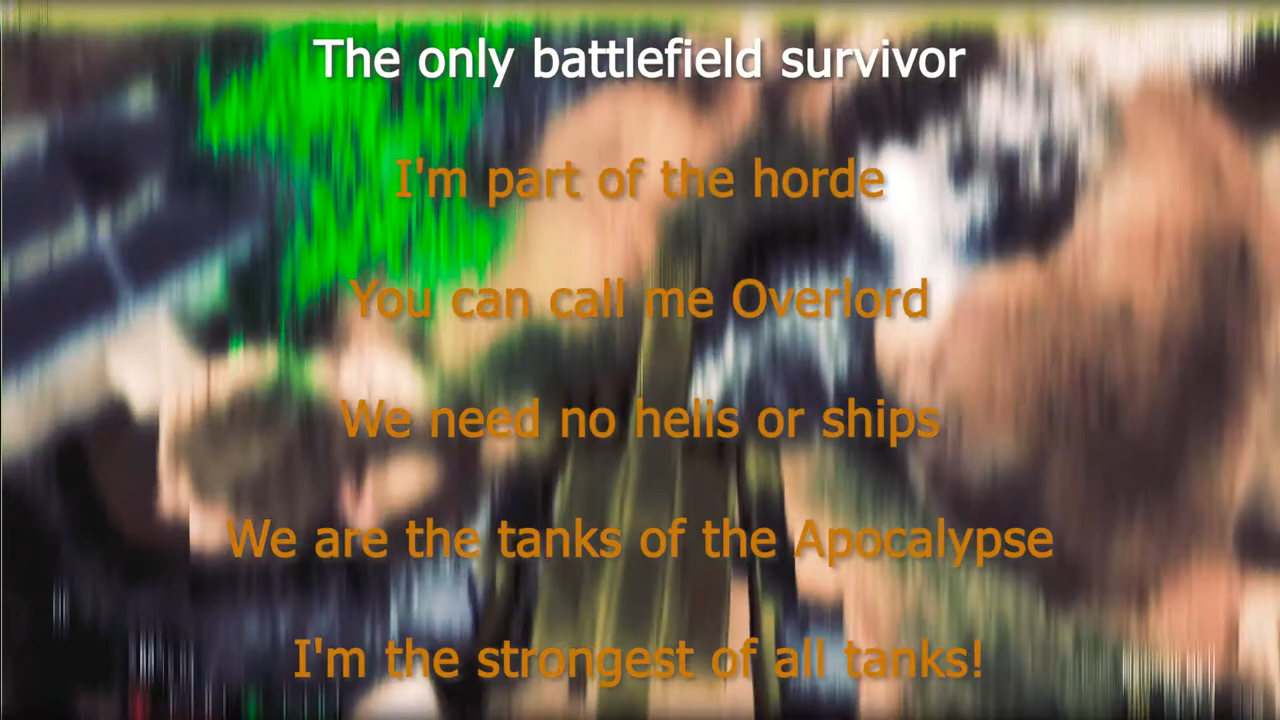 The only battlefield survivor
I'm part of the horde
You can call me Overlord
We need no helis or ships
We are the tanks of the Apocalypse
I'm the strongest of all tanks!